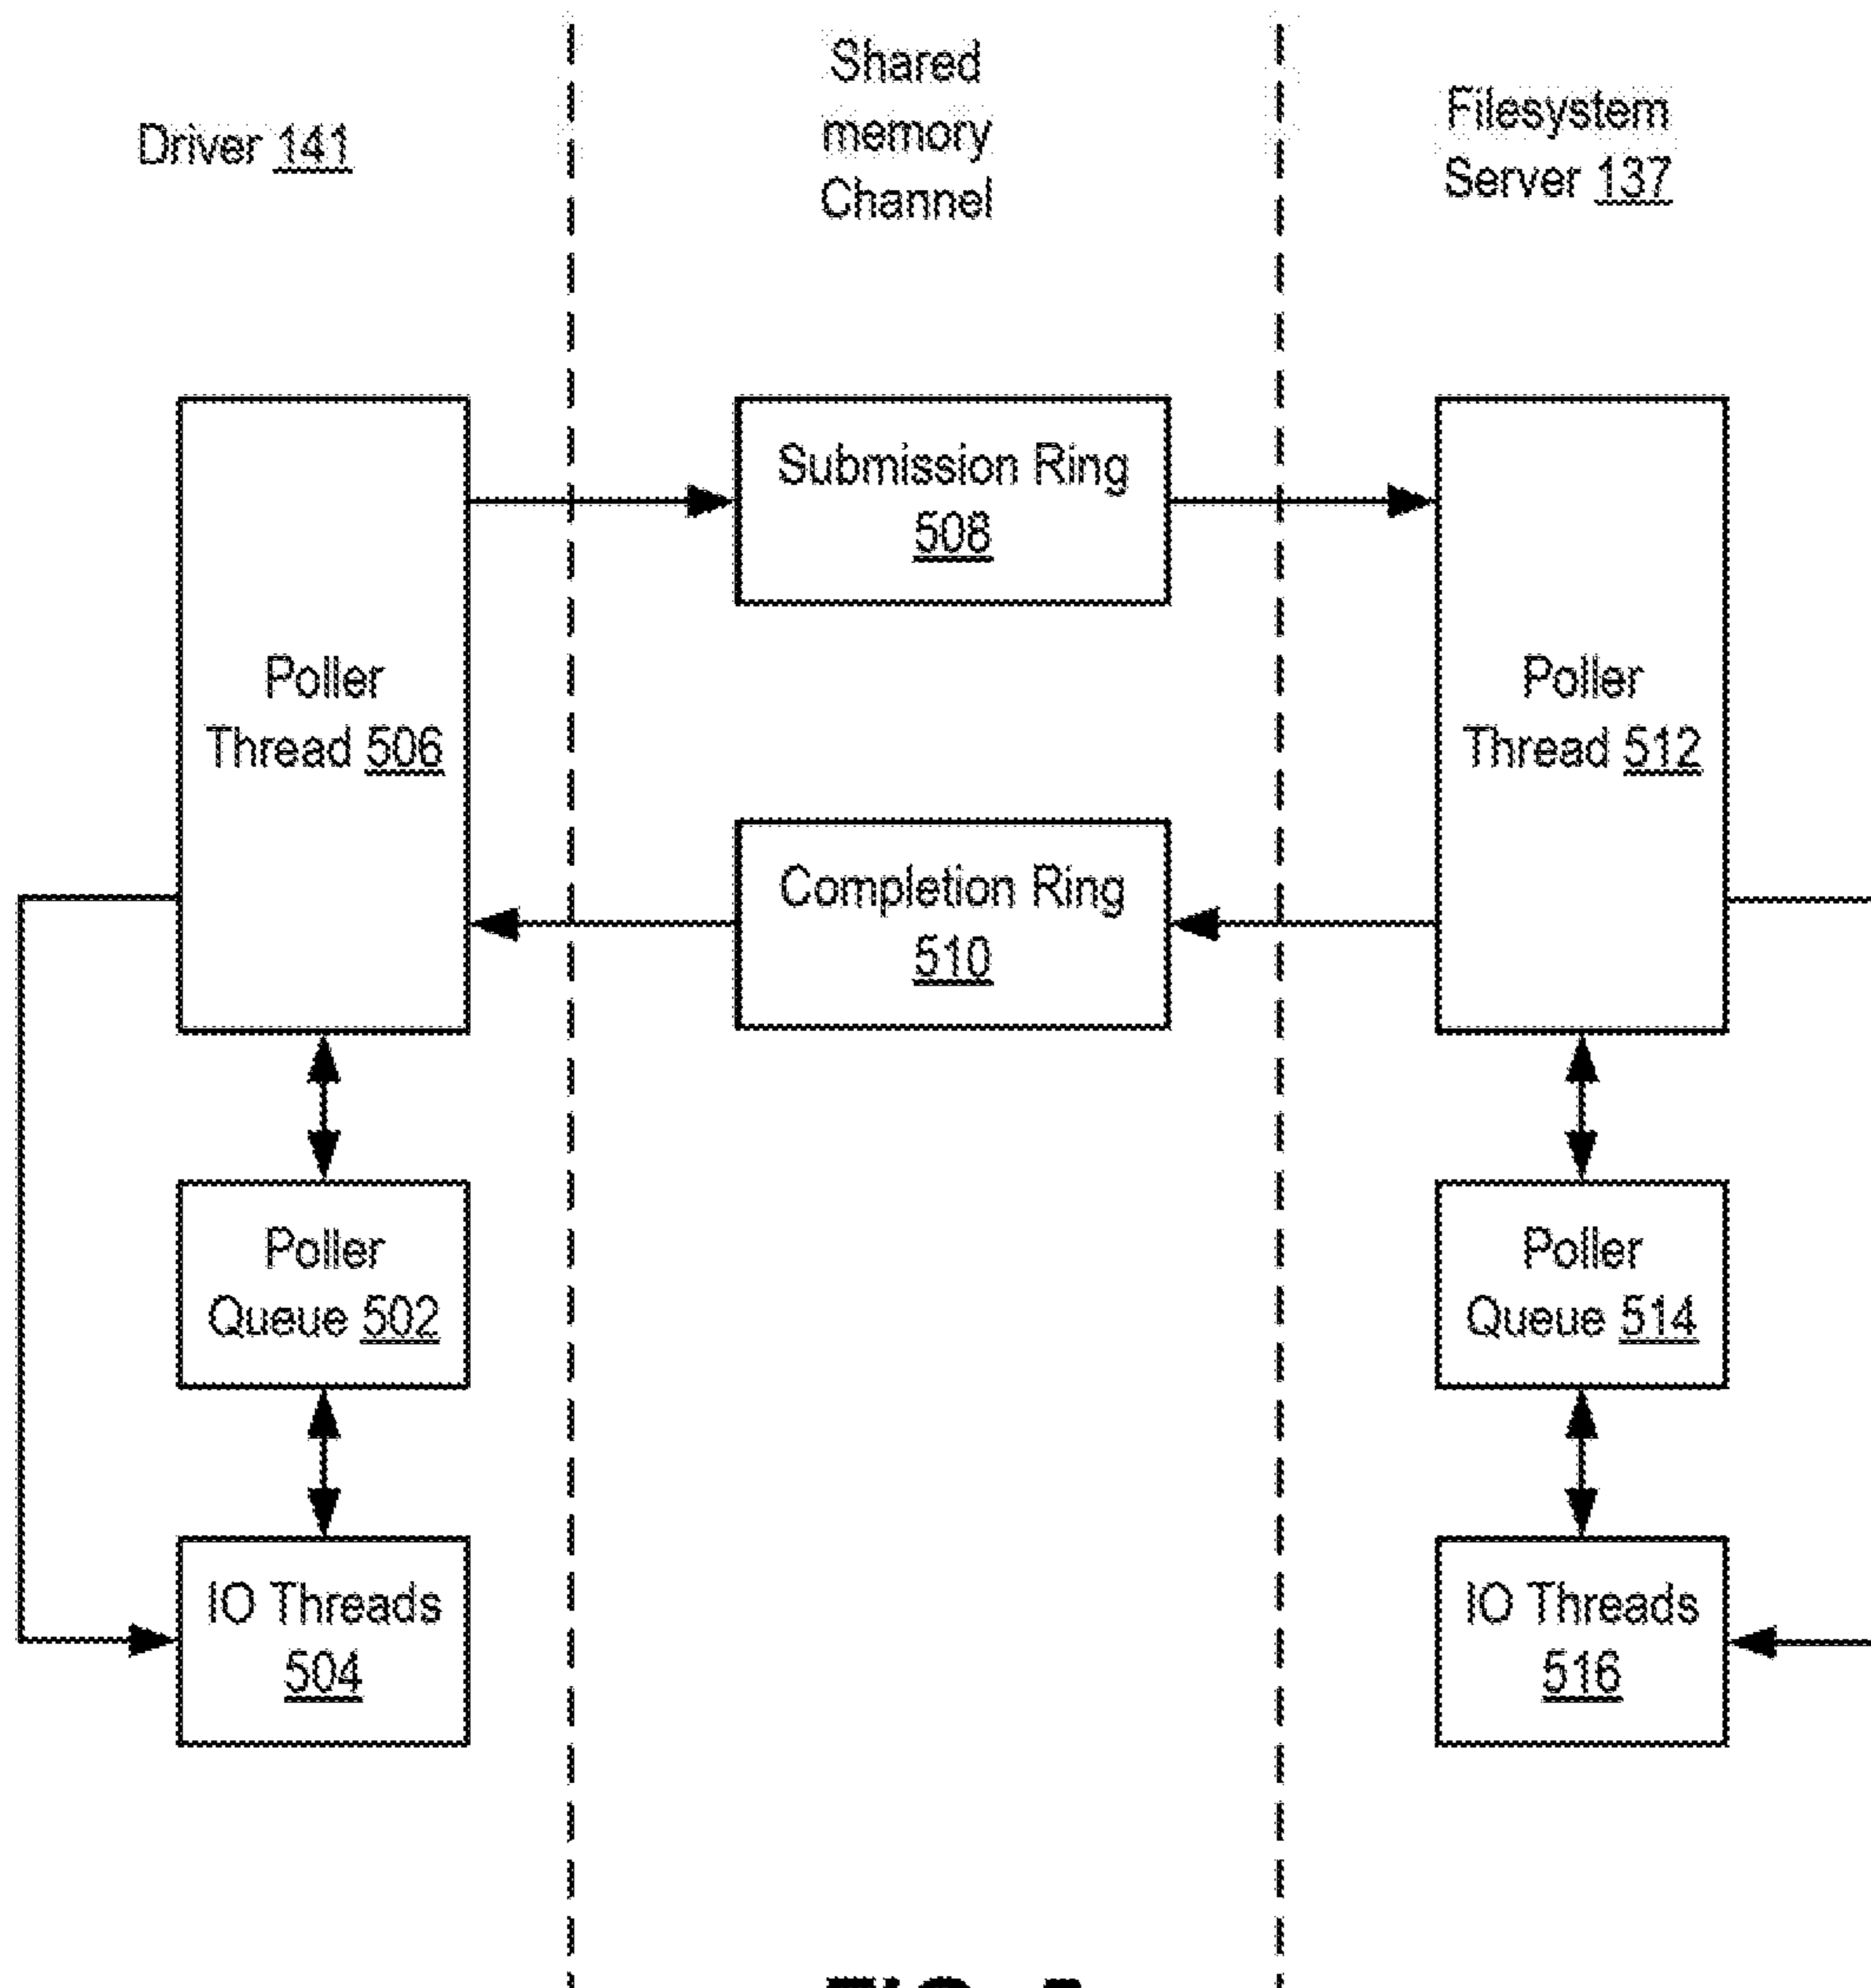 Driver 141
Shared
memory
Channel
Filesystem
Server 137
Poller
Thread 506
Submission Ring
508
Poller
Thread 512
Completion Ring
510
Poller
Queue 502
Poller
Queue 514
IO Threads
504
IO Threads
516